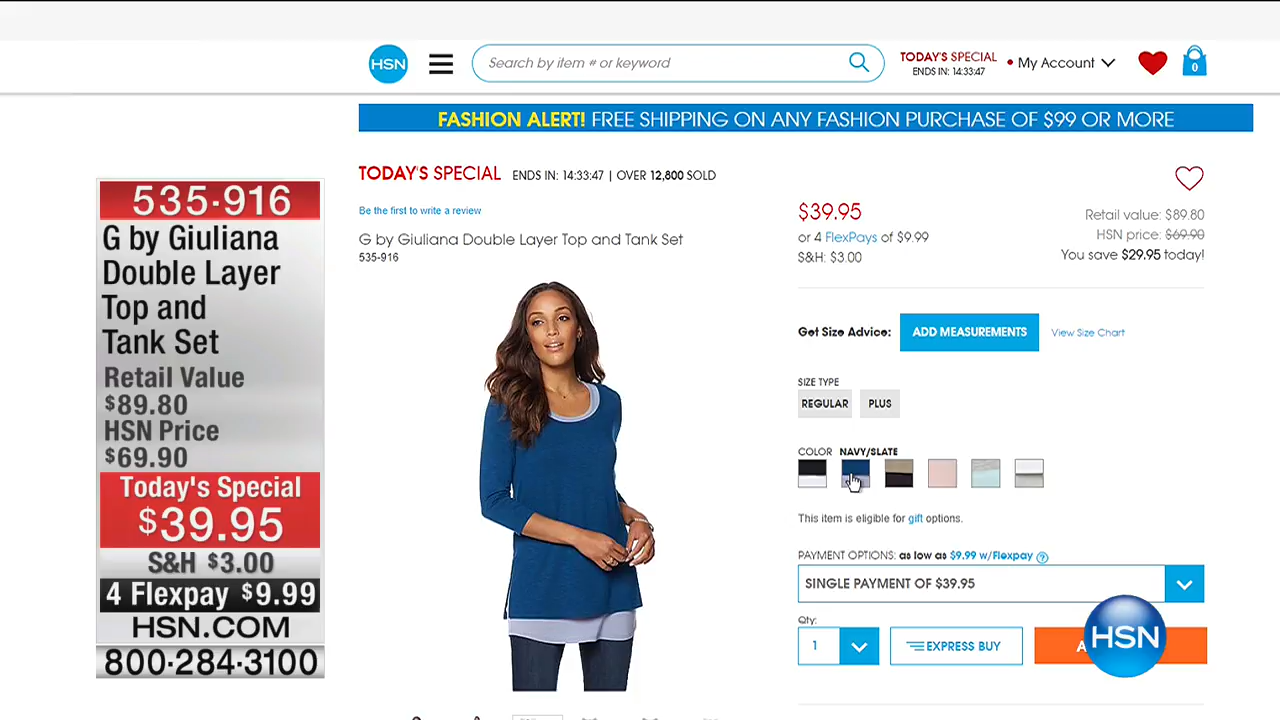 HSN
Search by item # or keyword
TODAY'S SPECIAL
ENDS IN: 14:33:47
• My Account
0
FASHION ALERT! FREE SHIPPING ON ANY FASHION PURCHASE OF $99 OR MORE
535-916
G by Giuliana
Double Layer
Top and
Tank Set
Retail Value
$89.80
HSN Price
$69.90
Today's Special
$39.95
S&H $3.00
4 Flexpay $9.99
HSN.COM
800-284-3100
TODAY'S SPECIAL ENDS IN: 14:33:47 | OVER 12,800 SOLD
Be the first to write a review
G by Giuliana Double Layer Top and Tank Set
535-916
$39.95
or 4 FlexPays of $9.99
S&H: $3.00
Retail value: $89.80
HSN price: $69.90
You save $29.95 today!
Get Size Advice: ADD MEASUREMENTS View Size Chart
SIZE TYPE
REGULAR PLUS
COLOR NAVY/SLATE
This item is eligible for gift options.
PAYMENT OPTIONS: as low as $9.99 w/Flexpay ?
SINGLE PAYMENT OF $39.95
Qty:
1 EXPRESS BUY
HSN